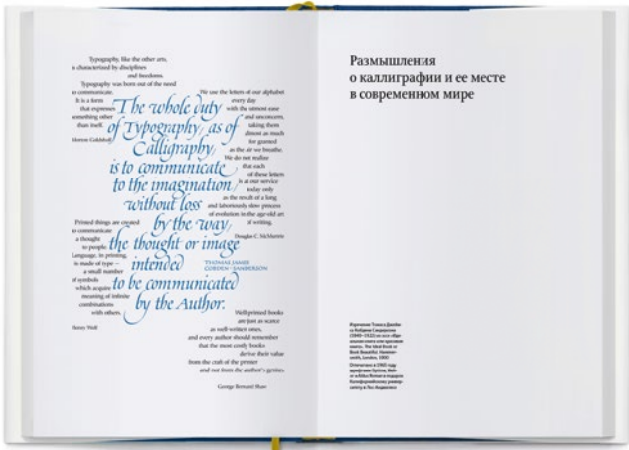 Typography, like the other arts,
is characterized by disciplines
and freedoms.
Typography was born out of the need
to communicate.
It is a form
that expresses
something other
than itself.
Morton Goldsholl
We use the letters of our alphabet
every day
with the utmost ease
and unconcern,
taking them
almost as much
for granted
as the air we breathe.
We do not realize
that each
of these letters
is at our service
today only
as the result of a long
and laboriously slow process
of evolution in the age-old art
of writing.
Douglas C. McMurtrie
The whole duty
of Typography, as of
Calligraphy,
is to communicate
to the imagination,
without loss
by the way,
the thought or image
intended
to be communicated
by the Author.
THOMAS JAMES
COBDEN-SANDERSON
Printed things are created
to communicate
a thought
to people.
Language, in printing,
is made of type —
a small number
of symbols
which acquire
meaning of infinite
combinations
with others.
Well-printed books
are just as scarce
as well-written ones,
and every author should remember
that the most costly books
derive their value
from the craft of the printer
and not from the author's genius.
George Bernard Shaw
Размышления
о каллиграфии и ее месте
в современном мире